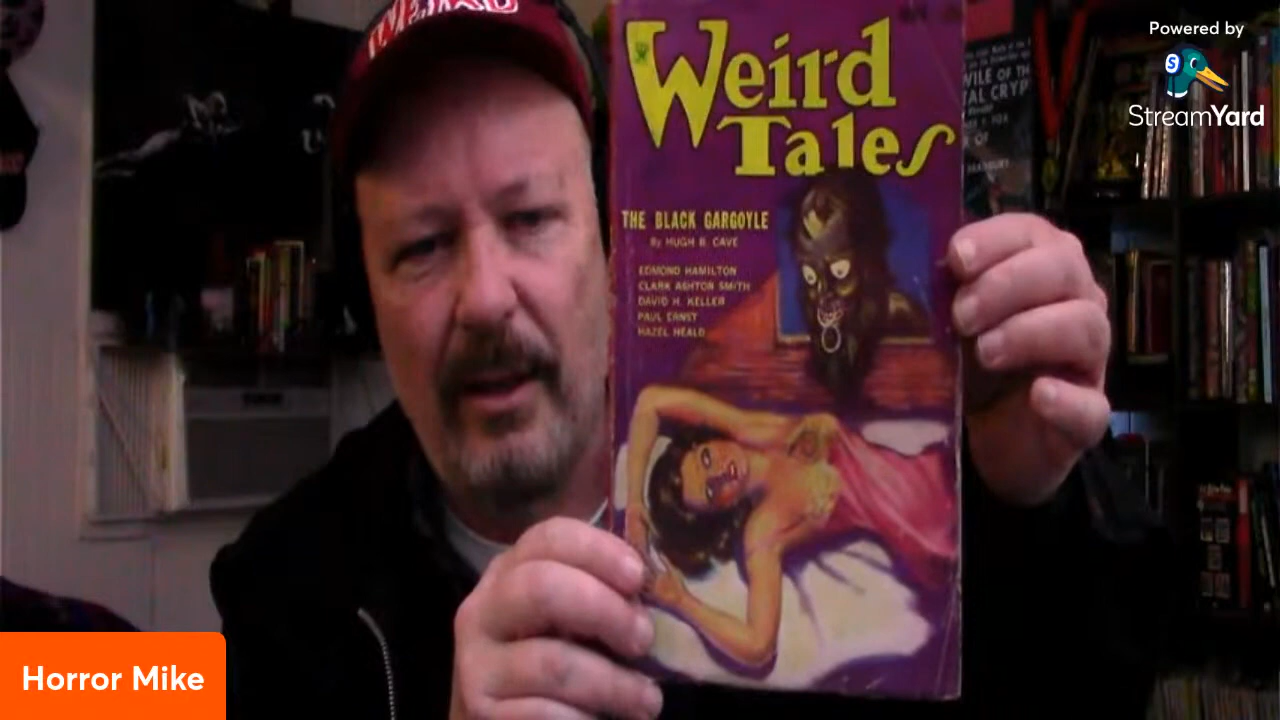 Powered by
StreamYard
Weird
Tales
THE BLACK GARGOYLE
By HUGH B. CAVE
EDMOND HAMILTON
CLARK ASHTON SMITH
DAVID H. KELLER
PAUL ERNST
HAZEL HEALD
Horror Mike